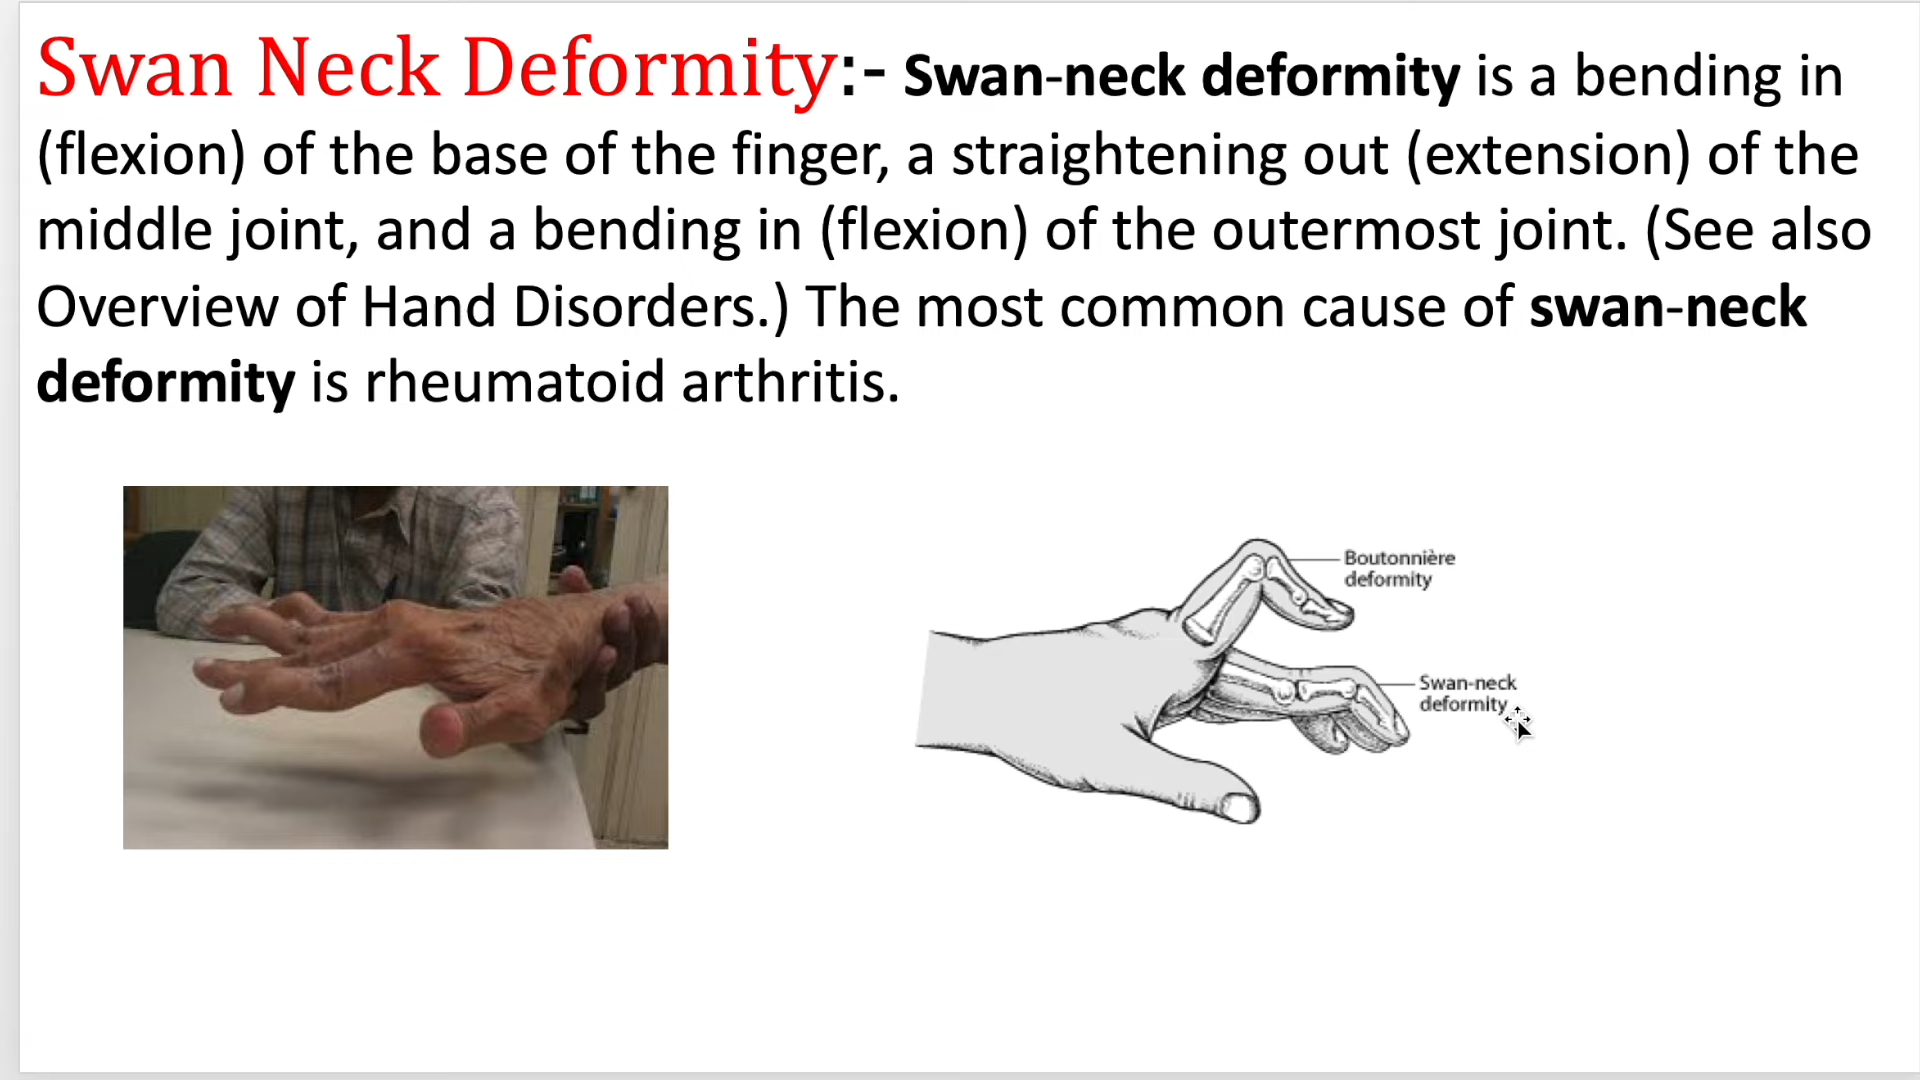 Swan Neck Deformity:- Swan-neck deformity is a bending in
(flexion) of the base of the finger, a straightening out (extension) of the
middle joint, and a bending in (flexion) of the outermost joint. (See also
Overview of Hand Disorders.) The most common cause of swan-neck
deformity is rheumatoid arthritis.
Boutonnière
deformity
Swan-neck
deformity